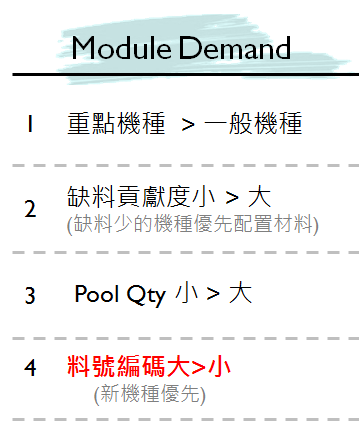 Module Demand
1 重點機種 > 一般機種
2 缺料貢獻度小 > 大
(缺料少的機種優先配置材料)
3 Pool Qty 小 > 大
4 料號編碼大>小
(新機種優先)